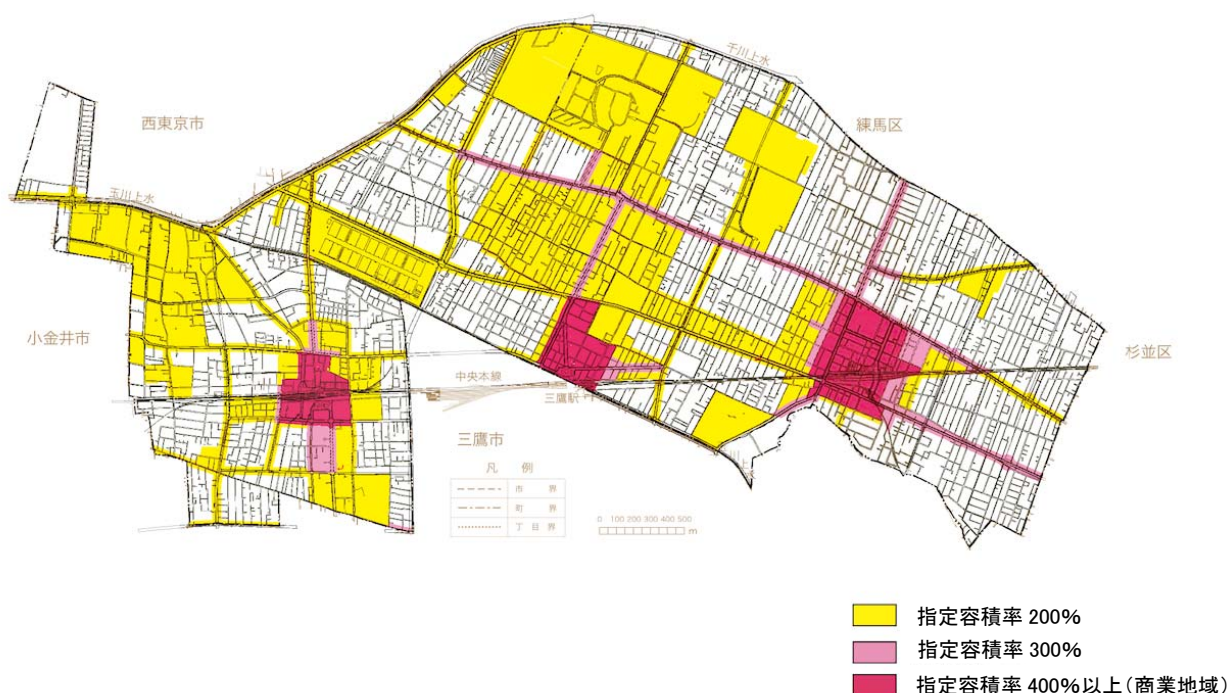 千川上水
西東京市
練馬区
玉川上水
小金井市
杉並区
中央本線
三鷹駅
三鷹市
凡 例
市 界
町 界
丁 目 界
0 100 200 300 400 500
m
指定容積率 200%
指定容積率 300%
指定容積率 400%以上(商業地域)